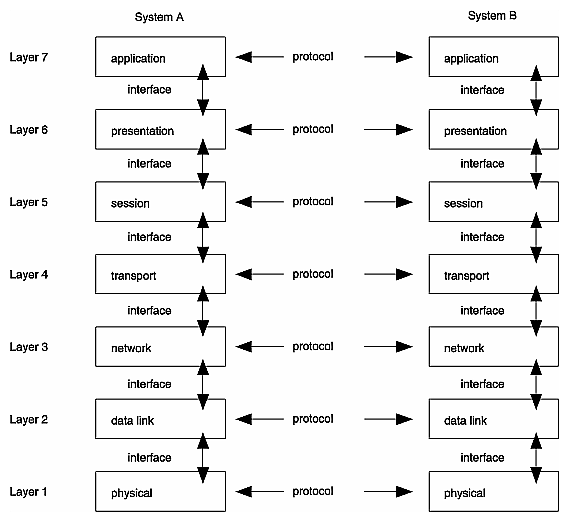 System A System B
Layer 7 application protocol application
interface interface
Layer 6 presentation protocol presentation
interface interface
Layer 5 session protocol session
interface interface
Layer 4 transport protocol transport
interface interface
Layer 3 network protocol network
interface interface
Layer 2 data link protocol data link
interface interface
Layer 1 physical protocol physical